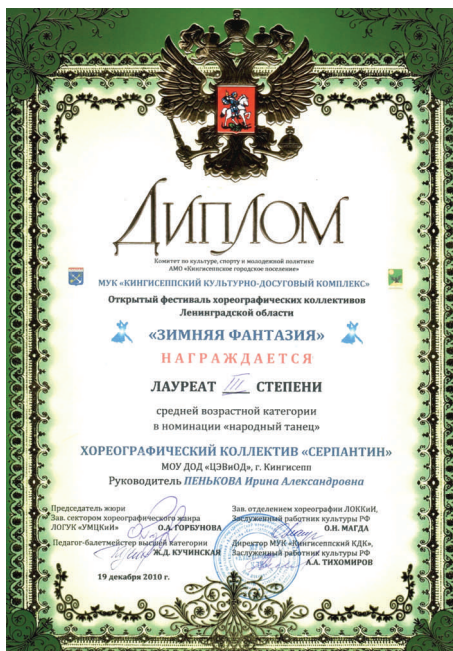 ДИПЛОМ
Комитет по культуре, спорту и молодежной политике
АМО «Кингисеппское городское поселение»
МУК «КИНГИСЕППСКИЙ КУЛЬТУРНО-ДОСУГОВЫЙ КОМПЛЕКС»
Открытый фестиваль хореографических коллективов
Ленинградской области
«ЗИМНЯЯ ФАНТАЗИЯ»
НАГРАЖДАЕТСЯ
ЛАУРЕАТ III СТЕПЕНИ
средней возрастной категории
в номинации «народный танец»
ХОРЕОГРАФИЧЕСКИЙ КОЛЛЕКТИВ «СЕРПАНТИН»
МОУ ДОД «ЦЭВиОД», г. Кингисепп
Руководитель ПЕНЬКОВА Ирина Александровна
Председатель жюри
Зав. сектором хореографического жанра
ЛОГУК «УМЦКиИ» О.А. ГОРБУНОВА
Педагог-балетмейстер высшей категории
Ж.Д. КУЧИНСКАЯ
19 декабря 2010 г.
Зав. отделением хореографии ЛОККиИ,
Заслуженный работник культуры РФ
О.Н. МАГДА
Директор МУК «Кингисеппский КДК»,
Заслуженный работник культуры РФ
А.А. ТИХОМИРОВ